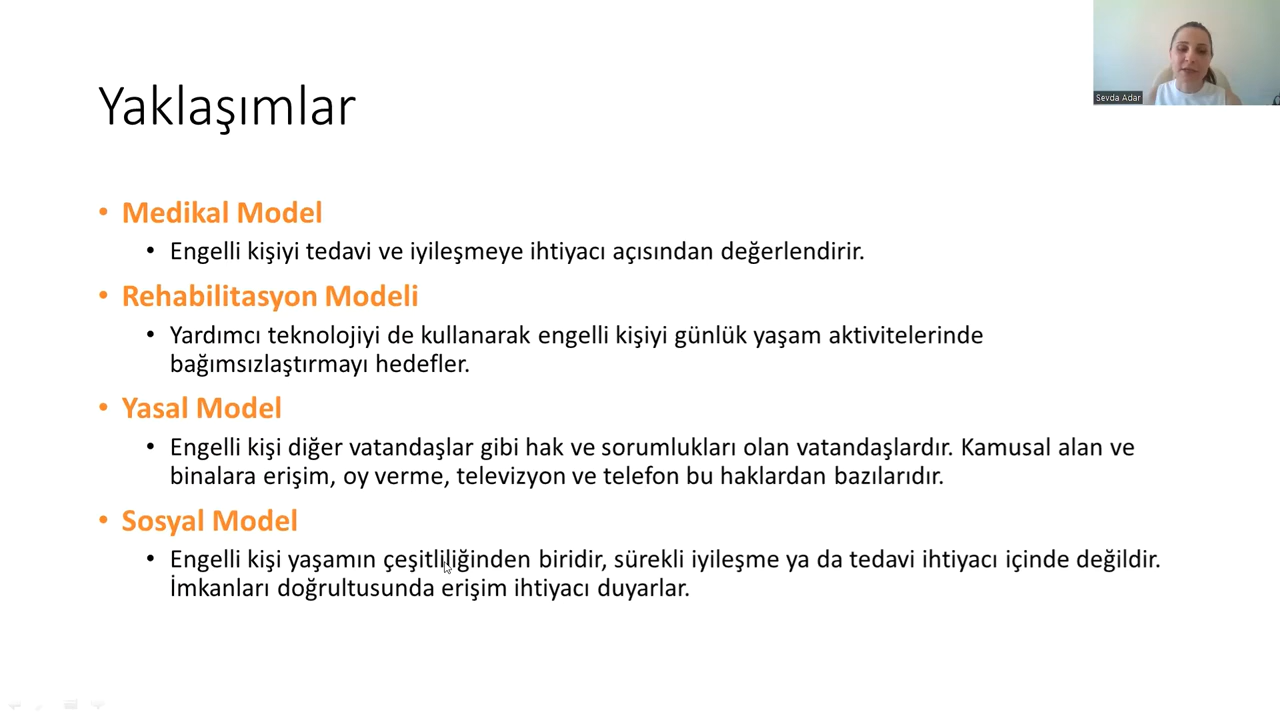 Yaklaşımlar
Sevda Adar
• Medikal Model
• Engelli kişiyi tedavi ve iyileşmeye ihtiyacı açısından değerlendirir.
• Rehabilitasyon Modeli
• Yardımcı teknolojiyi de kullanarak engelli kişiyi günlük yaşam aktivitelerinde
bağımsızlaştırmayı hedefler.
• Yasal Model
• Engelli kişi diğer vatandaşlar gibi hak ve sorumlukları olan vatandaşlardır. Kamusal alan ve
binalara erişim, oy verme, televizyon ve telefon bu haklardan bazılarıdır.
• Sosyal Model
• Engelli kişi yaşamın çeşitliliğinden biridir, sürekli iyileşme ya da tedavi ihtiyacı içinde değildir.
İmkanları doğrultusunda erişim ihtiyacı duyarlar.